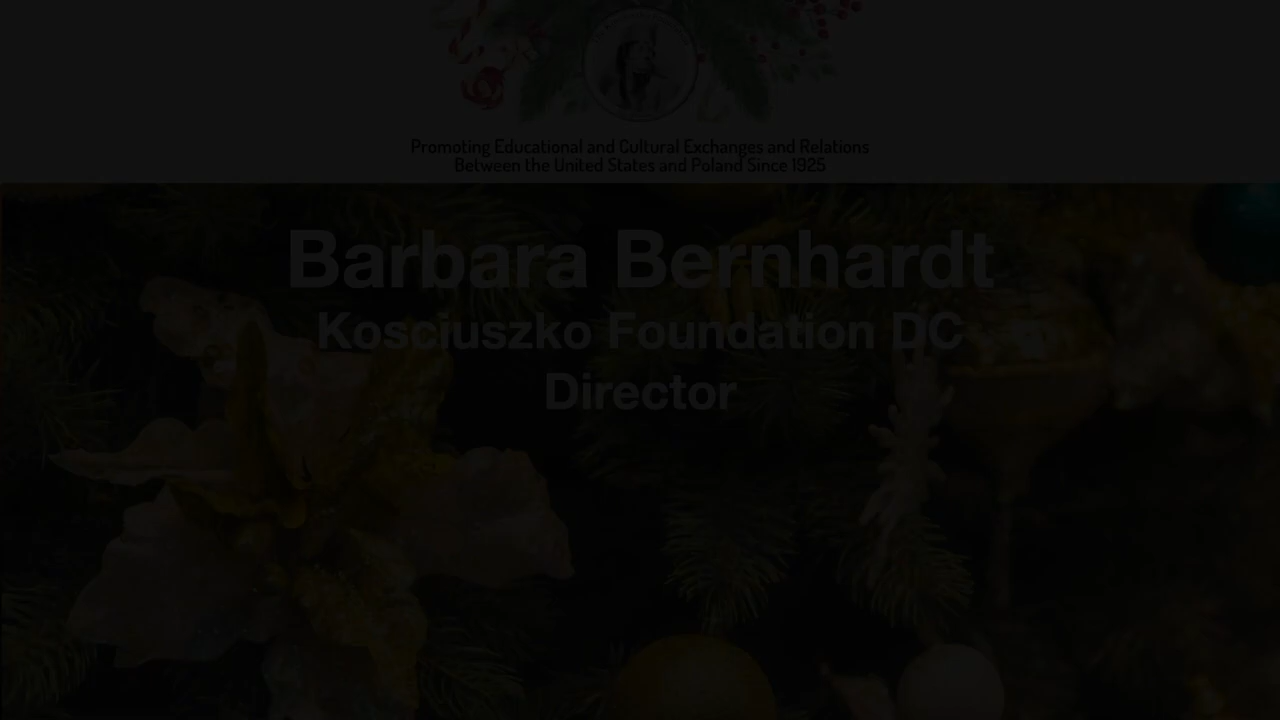 Promoting Educational and Cultural Exchanges and Relations
Between the United States and Poland Since 1925
Barbara Bernhardt
Kosciuszko Foundation DC
Director